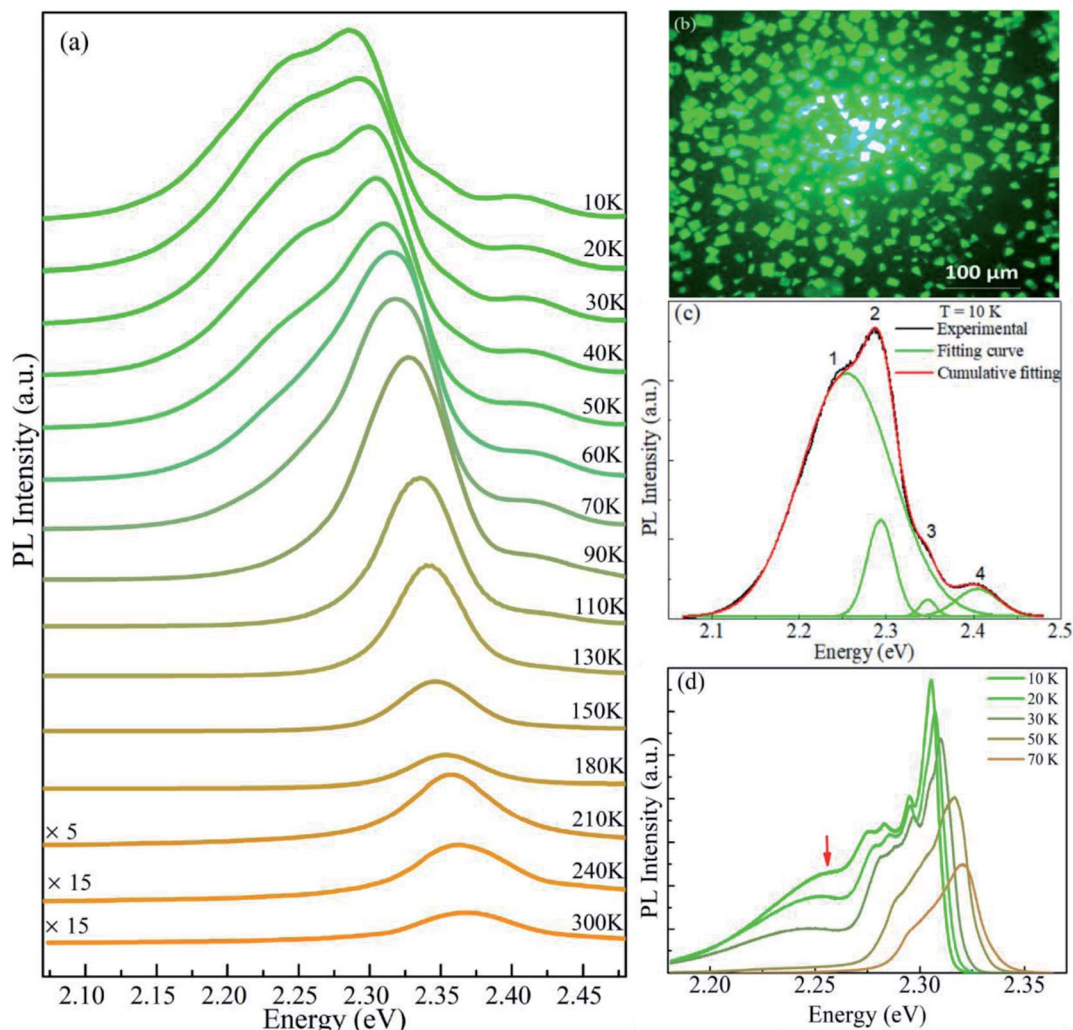 (a)
10K
20K
30K
40K
50K
60K
70K
90K
110K
130K
150K
180K
× 5
210K
× 15
240K
× 15
300K
PL Intensity (a.u.)
2.10 2.15 2.20 2.25 2.30 2.35 2.40 2.45
Energy (eV)
(b)
100 µm
(c)
T = 10 K
Experimental
Fitting curve
Cumulative fitting
1
2
3
4
PL Intensity (a.u.)
2.1 2.2 2.3 2.4 2.5
Energy (eV)
(d)
10 K
20 K
30 K
50 K
70 K
PL Intensity (a.u.)
2.20 2.25 2.30 2.35
Energy (eV)